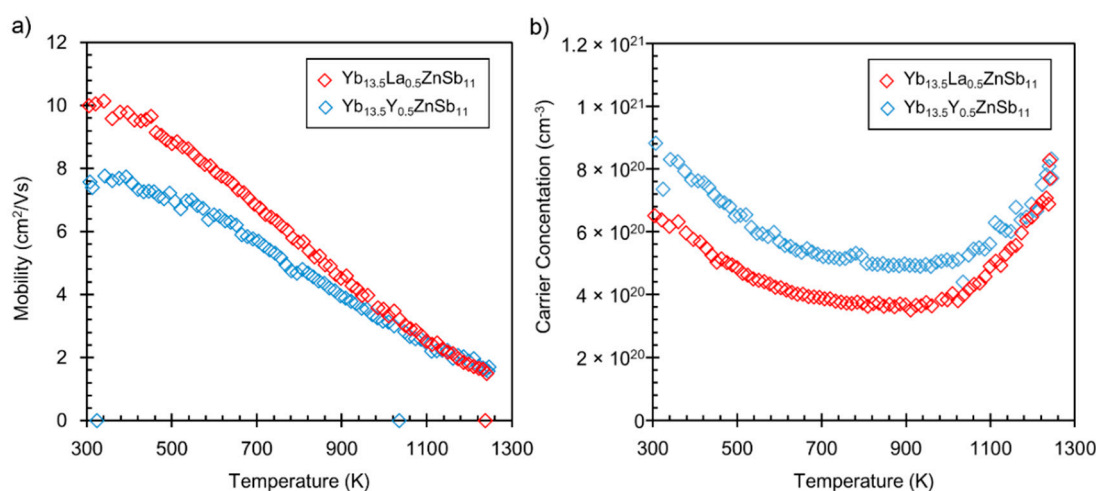 a)
12
10
8
6
4
2
0
Mobility (cm²/Vs)
Yb₁₃.₅La₀.₅ZnSb₁₁
Yb₁₃.₅Y₀.₅ZnSb₁₁
300 500 700 900 1100 1300
Temperature (K)
b)
1.2 × 10²¹
1 × 10²¹
8 × 10²⁰
6 × 10²⁰
4 × 10²⁰
2 × 10²⁰
0
Carrier Concentation (cm⁻³)
Yb₁₃.₅La₀.₅ZnSb₁₁
Yb₁₃.₅Y₀.₅ZnSb₁₁
300 500 700 900 1100 1300
Temperature (K)